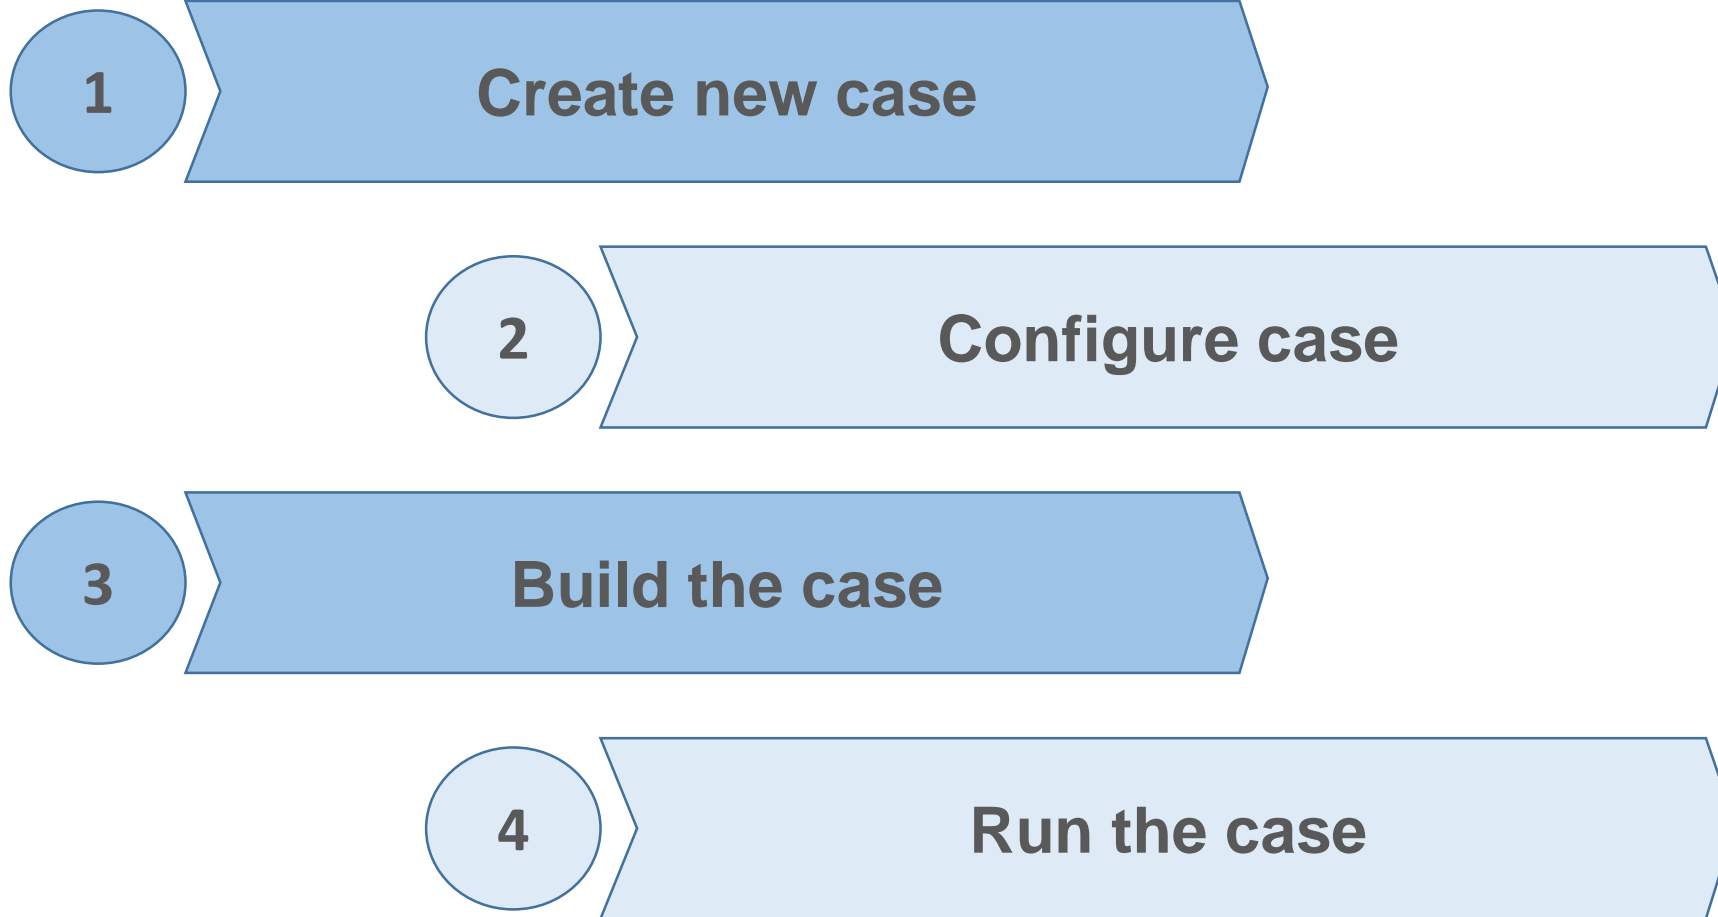 1
Create new case
2
Configure case
3
Build the case
4
Run the case